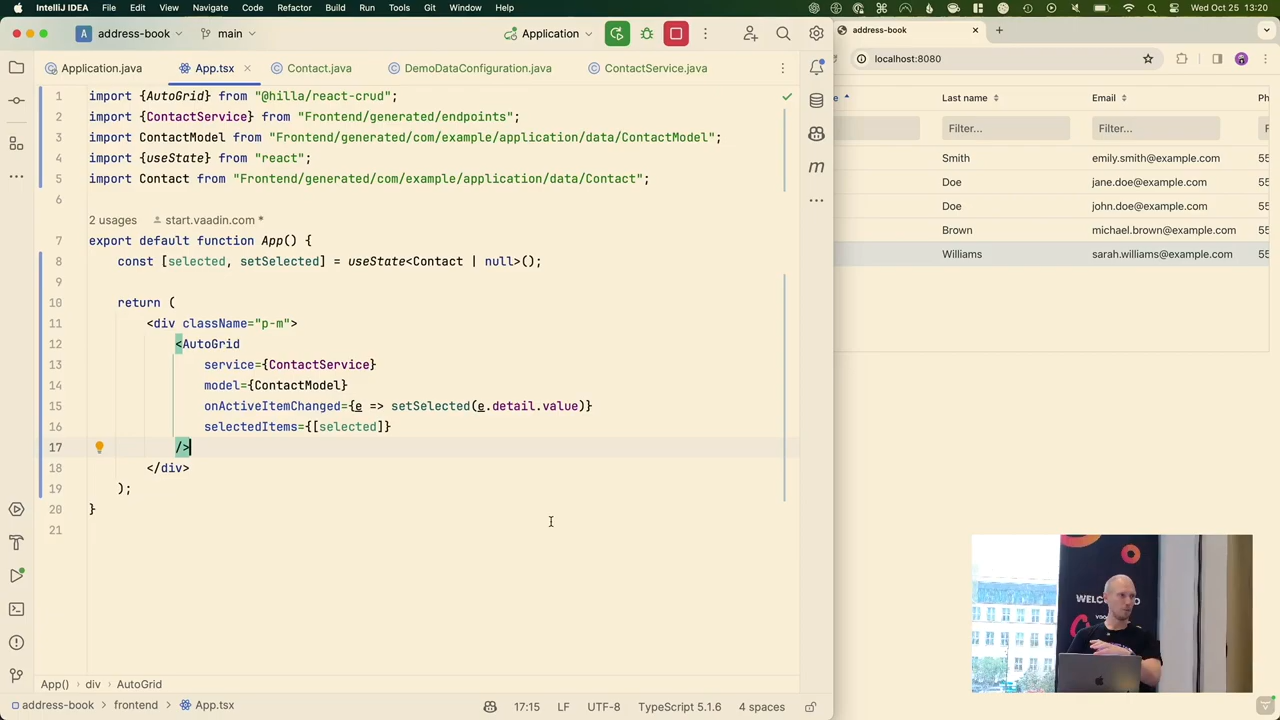 IntelliJ IDEA File Edit View Navigate Code Refactor Build Run Tools Git Window Help
Wed Oct 25 13:20
A address-book main Application
address-book
localhost:8080
Application.java App.tsx Contact.java DemoDataConfiguration.java ContactService.java
1 import {AutoGrid} from "@hilla/react-crud";
2 import {ContactService} from "Frontend/generated/endpoints";
3 import ContactModel from "Frontend/generated/com/example/application/data/ContactModel";
4 import {useState} from "react";
5 import Contact from "Frontend/generated/com/example/application/data/Contact";
6
2 usages start.vaadin.com *
7 export default function App() {
8 const [selected, setSelected] = useState<Contact | null>();
9
10 return (
11 <div className="p-m">
12 <AutoGrid
13 service={ContactService}
14 model={ContactModel}
15 onActiveItemChanged={e => setSelected(e.detail.value)}
16 selectedItems={[selected]}
17 />
18 </div>
19 );
20 }
21
App() › div › AutoGrid
address-book › frontend › App.tsx
17:15 LF UTF-8 TypeScript 5.1.6 4 spaces
e Last name Email Ph
Filter... Filter...
Smith emily.smith@example.com 55
Doe jane.doe@example.com 55
Doe john.doe@example.com 55
Brown michael.brown@example.com 55
Williams sarah.williams@example.com 55